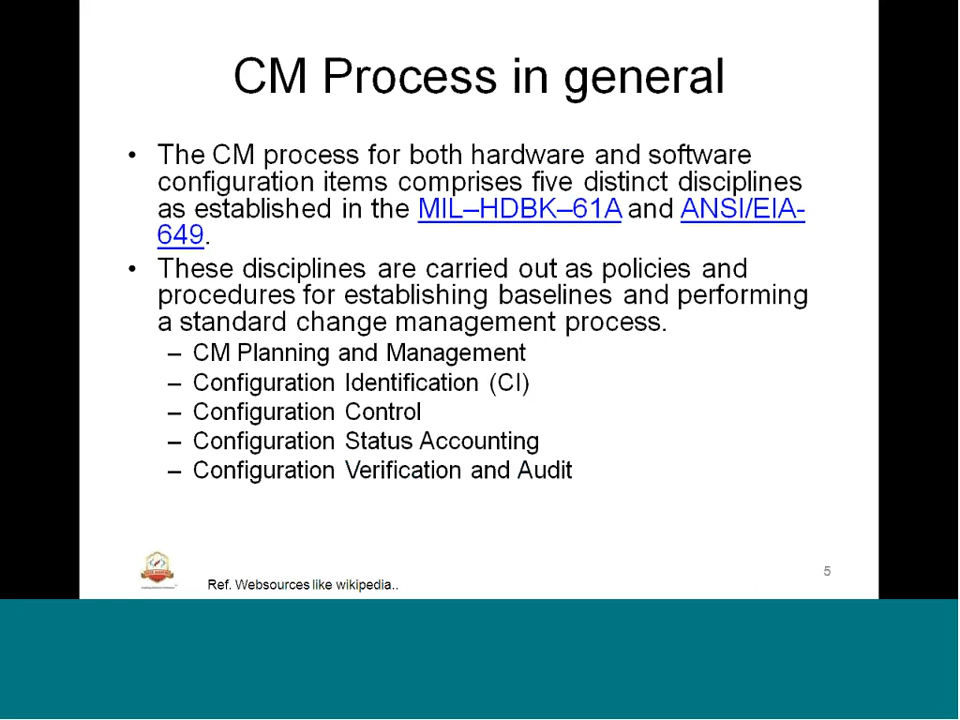 CM Process in general
• The CM process for both hardware and software
configuration items comprises five distinct disciplines
as established in the MIL–HDBK–61A and ANSI/EIA-
649.
• These disciplines are carried out as policies and
procedures for establishing baselines and performing
a standard change management process.
– CM Planning and Management
– Configuration Identification (CI)
– Configuration Control
– Configuration Status Accounting
– Configuration Verification and Audit
Ref. Websources like wikipedia..
5